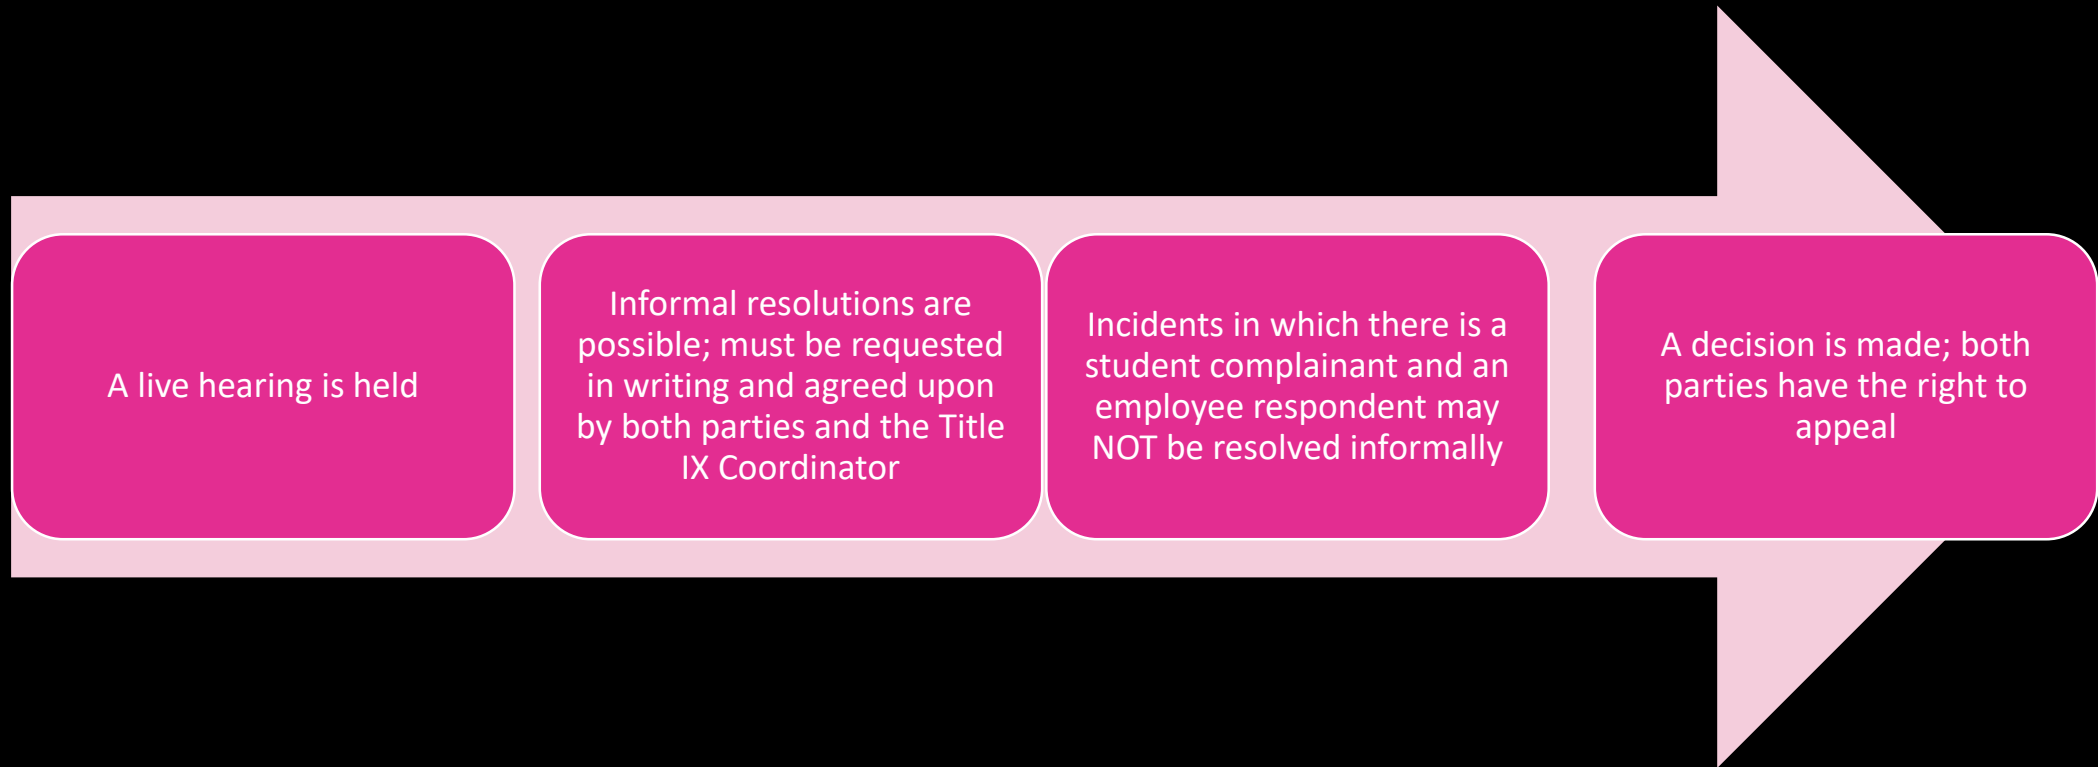 A live hearing is held
Informal resolutions are
possible; must be requested
in writing and agreed upon
by both parties and the Title
IX Coordinator
Incidents in which there is a
student complainant and an
employee respondent may
NOT be resolved informally
A decision is made; both
parties have the right to
appeal